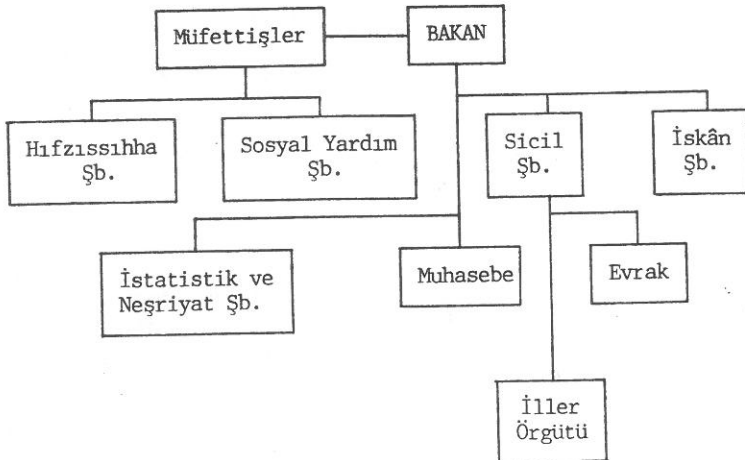 Müfettişler
BAKAN
Hıfzıssıhha
Şb.
Sosyal Yardım
Şb.
Sicil
Şb.
İskân
Şb.
İstatistik ve
Neşriyat Şb.
Muhasebe
Evrak
İller
Örgütü